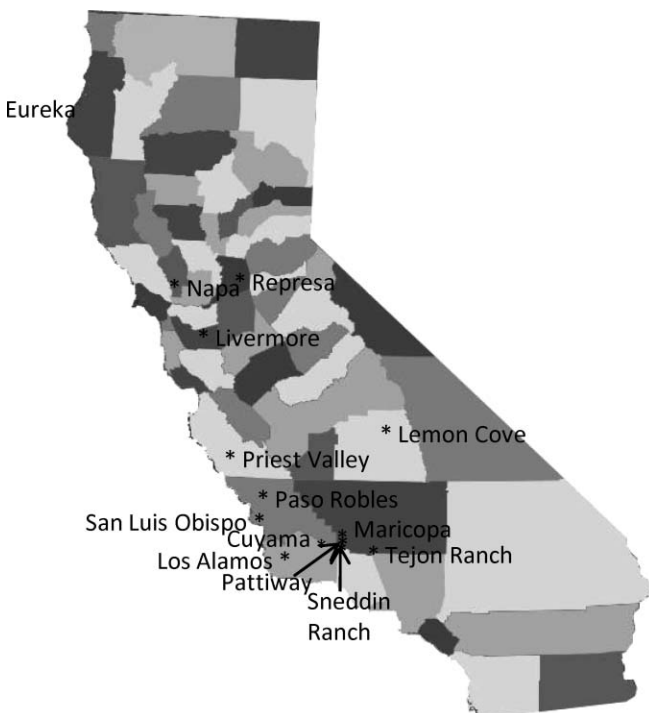 Eureka
* Napa
* Represa
* Livermore
* Lemon Cove
* Priest Valley
* Paso Robles
San Luis Obispo *
* Maricopa
Cuyama *
* Tejon Ranch
Los Alamos *
Pattiway
Sneddin
Ranch